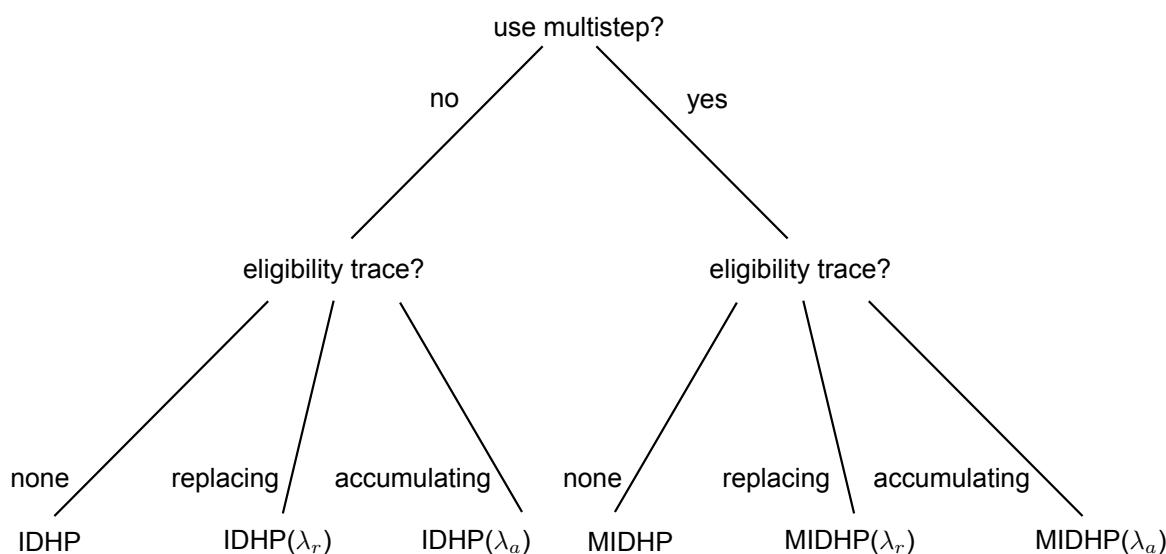 use multistep?
no yes
eligibility trace? eligibility trace?
none replacing accumulating none replacing accumulating
IDHP IDHP(λ_r) IDHP(λ_a) MIDHP MIDHP(λ_r) MIDHP(λ_a)